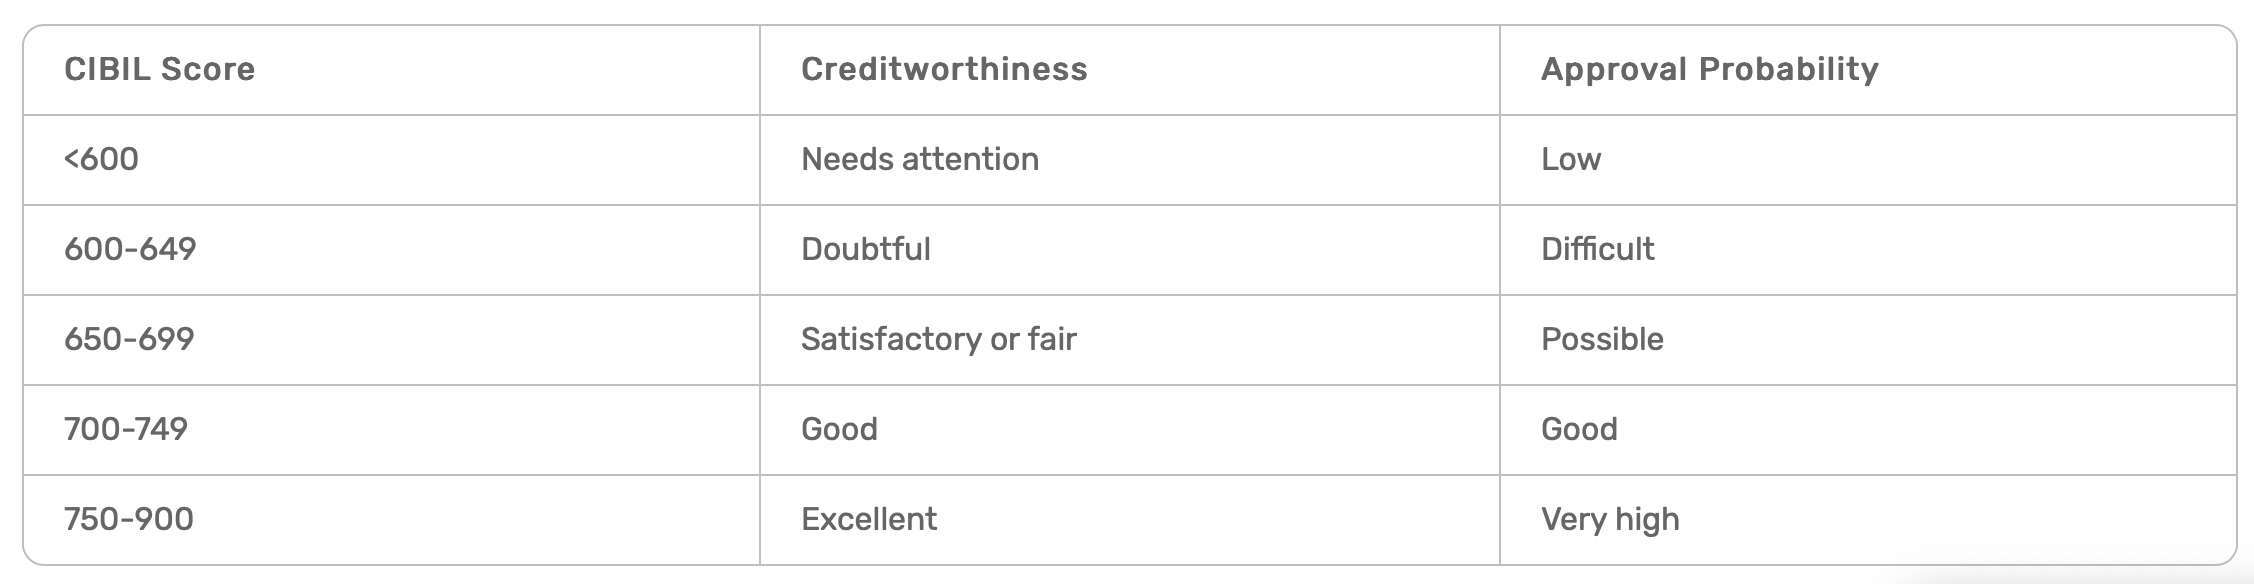 CIBIL Score Creditworthiness Approval Probability
<600 Needs attention Low
600-649 Doubtful Difficult
650-699 Satisfactory or fair Possible
700-749 Good Good
750-900 Excellent Very high